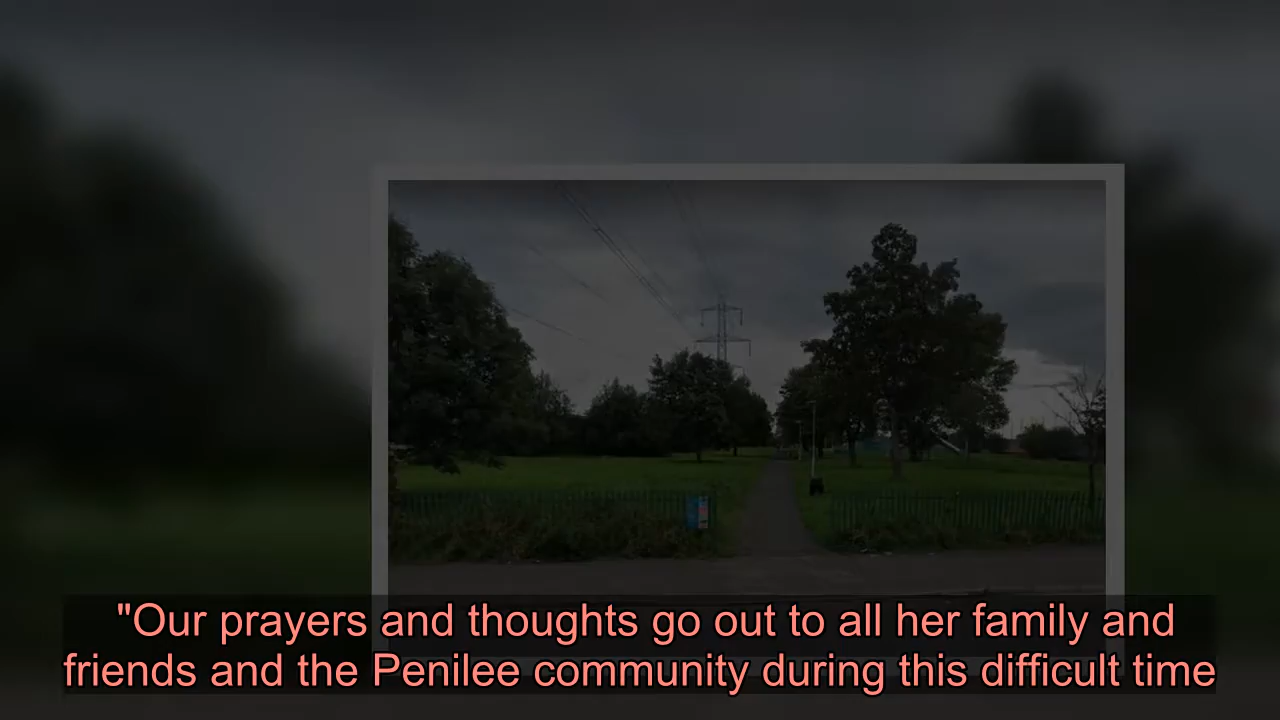 "Our prayers and thoughts go out to all her family and
friends and the Penilee community during this difficult time